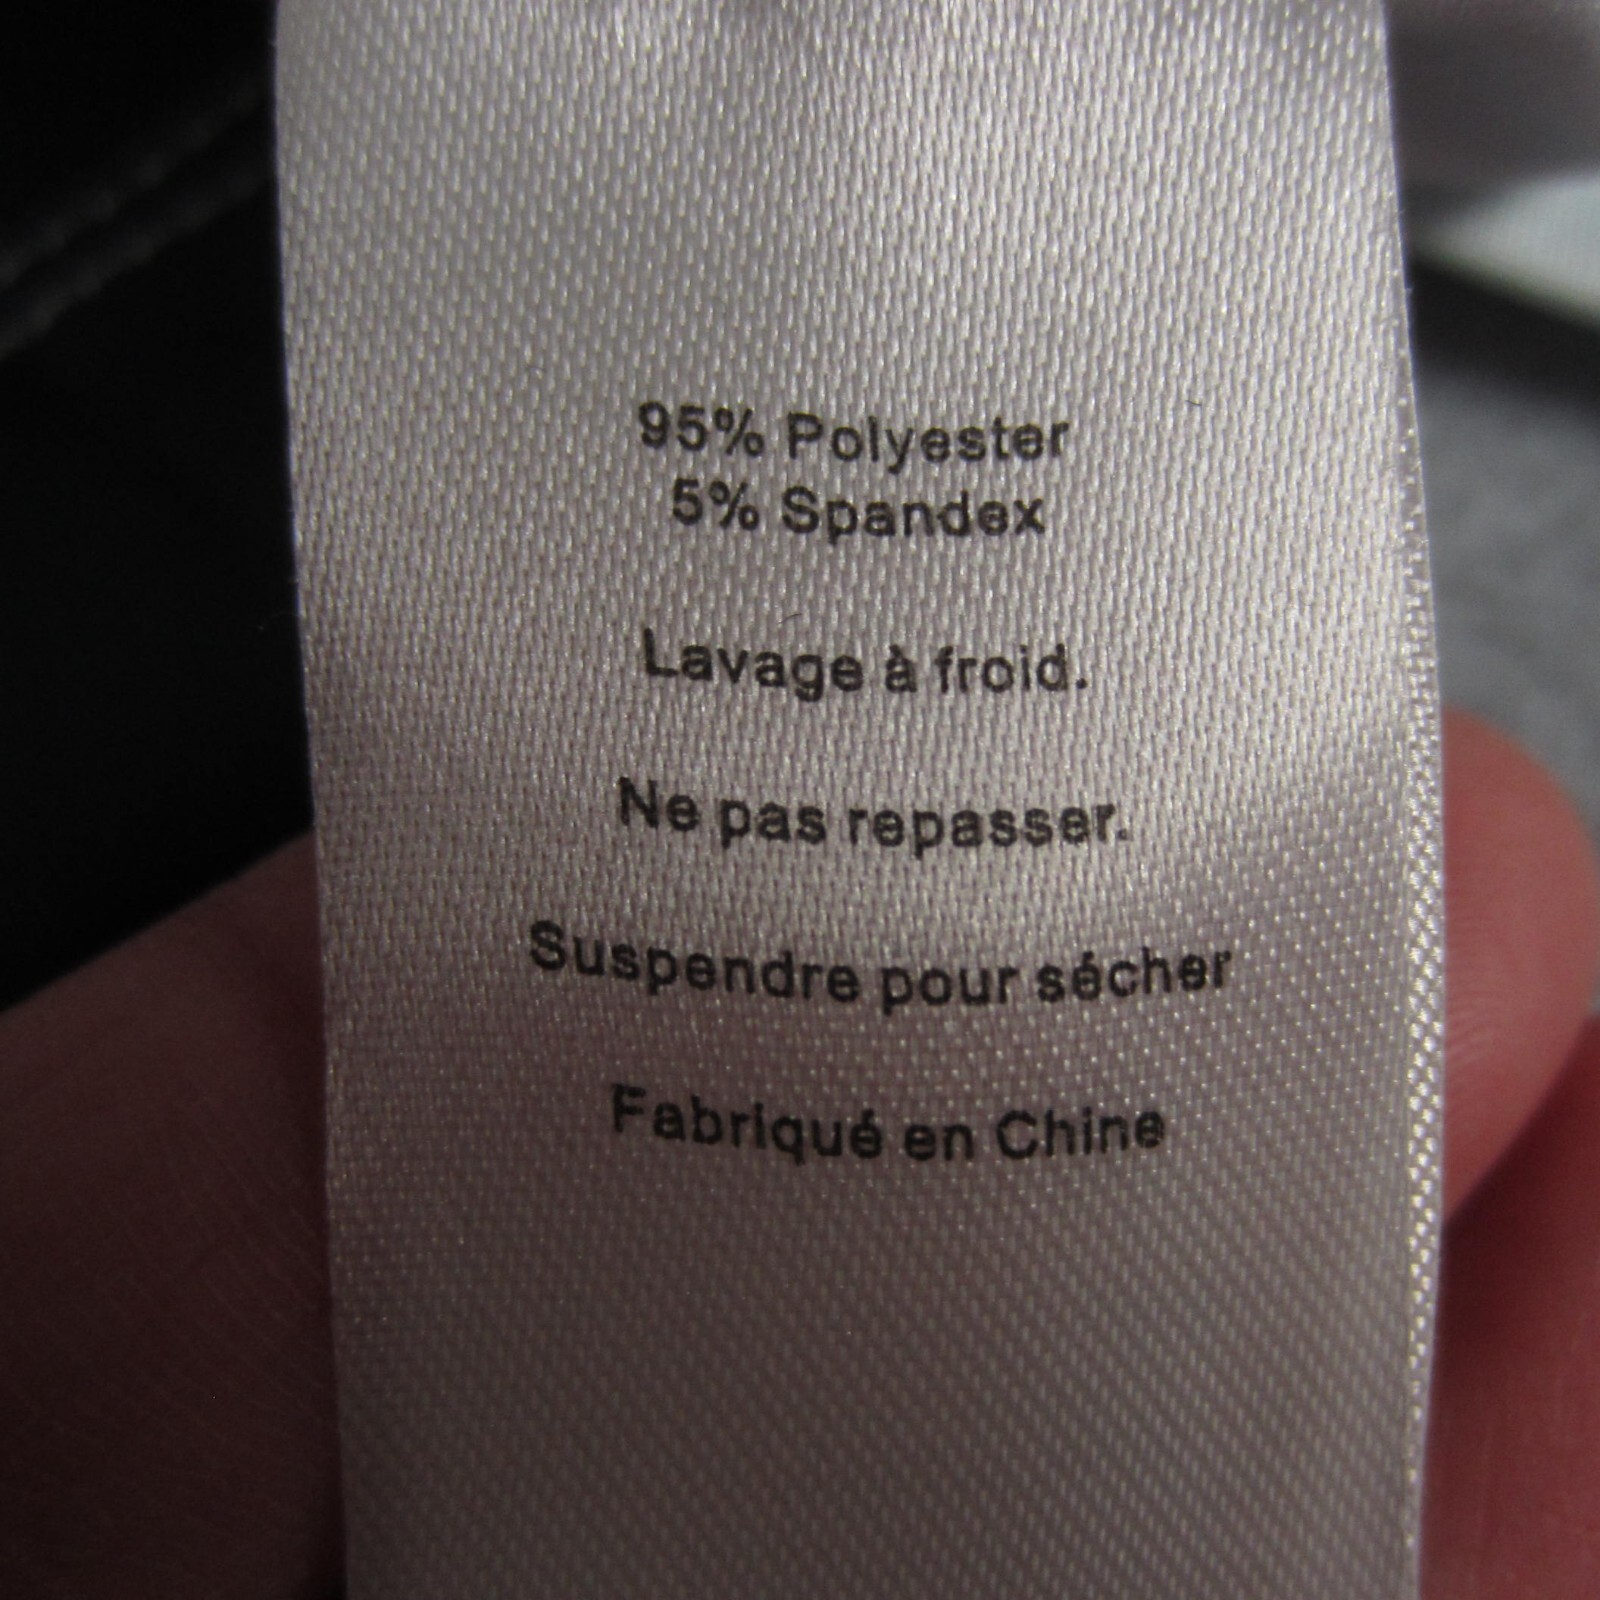 95% Polyester
5% Spandex
Lavage à froid.
Ne pas repasser.
Suspendre pour sécher
Fabriqué en Chine